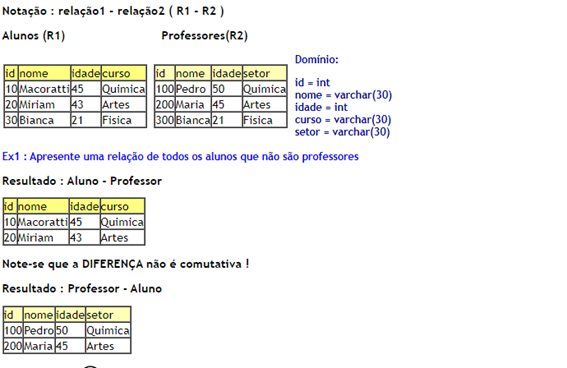 Notação : relação1 - relação2 ( R1 - R2 )
Alunos (R1) Professores(R2)
Domínio:
id nome idade curso id nome idade setor
10 Macoratti 45 Quimica 100 Pedro 50 Quimica
20 Miriam 43 Artes 200 Maria 45 Artes
30 Bianca 21 Fisica 300 Bianca 21 Fisica
id = int
nome = varchar(30)
idade = int
curso = varchar(30)
setor = varchar(30)
Ex1 : Apresente uma relação de todos os alunos que não são professores
Resultado : Aluno - Professor
id nome idade curso
10 Macoratti 45 Quimica
20 Miriam 43 Artes
Note-se que a DIFERENÇA não é comutativa !
Resultado : Professor - Aluno
id nome idade setor
100 Pedro 50 Quimica
200 Maria 45 Artes